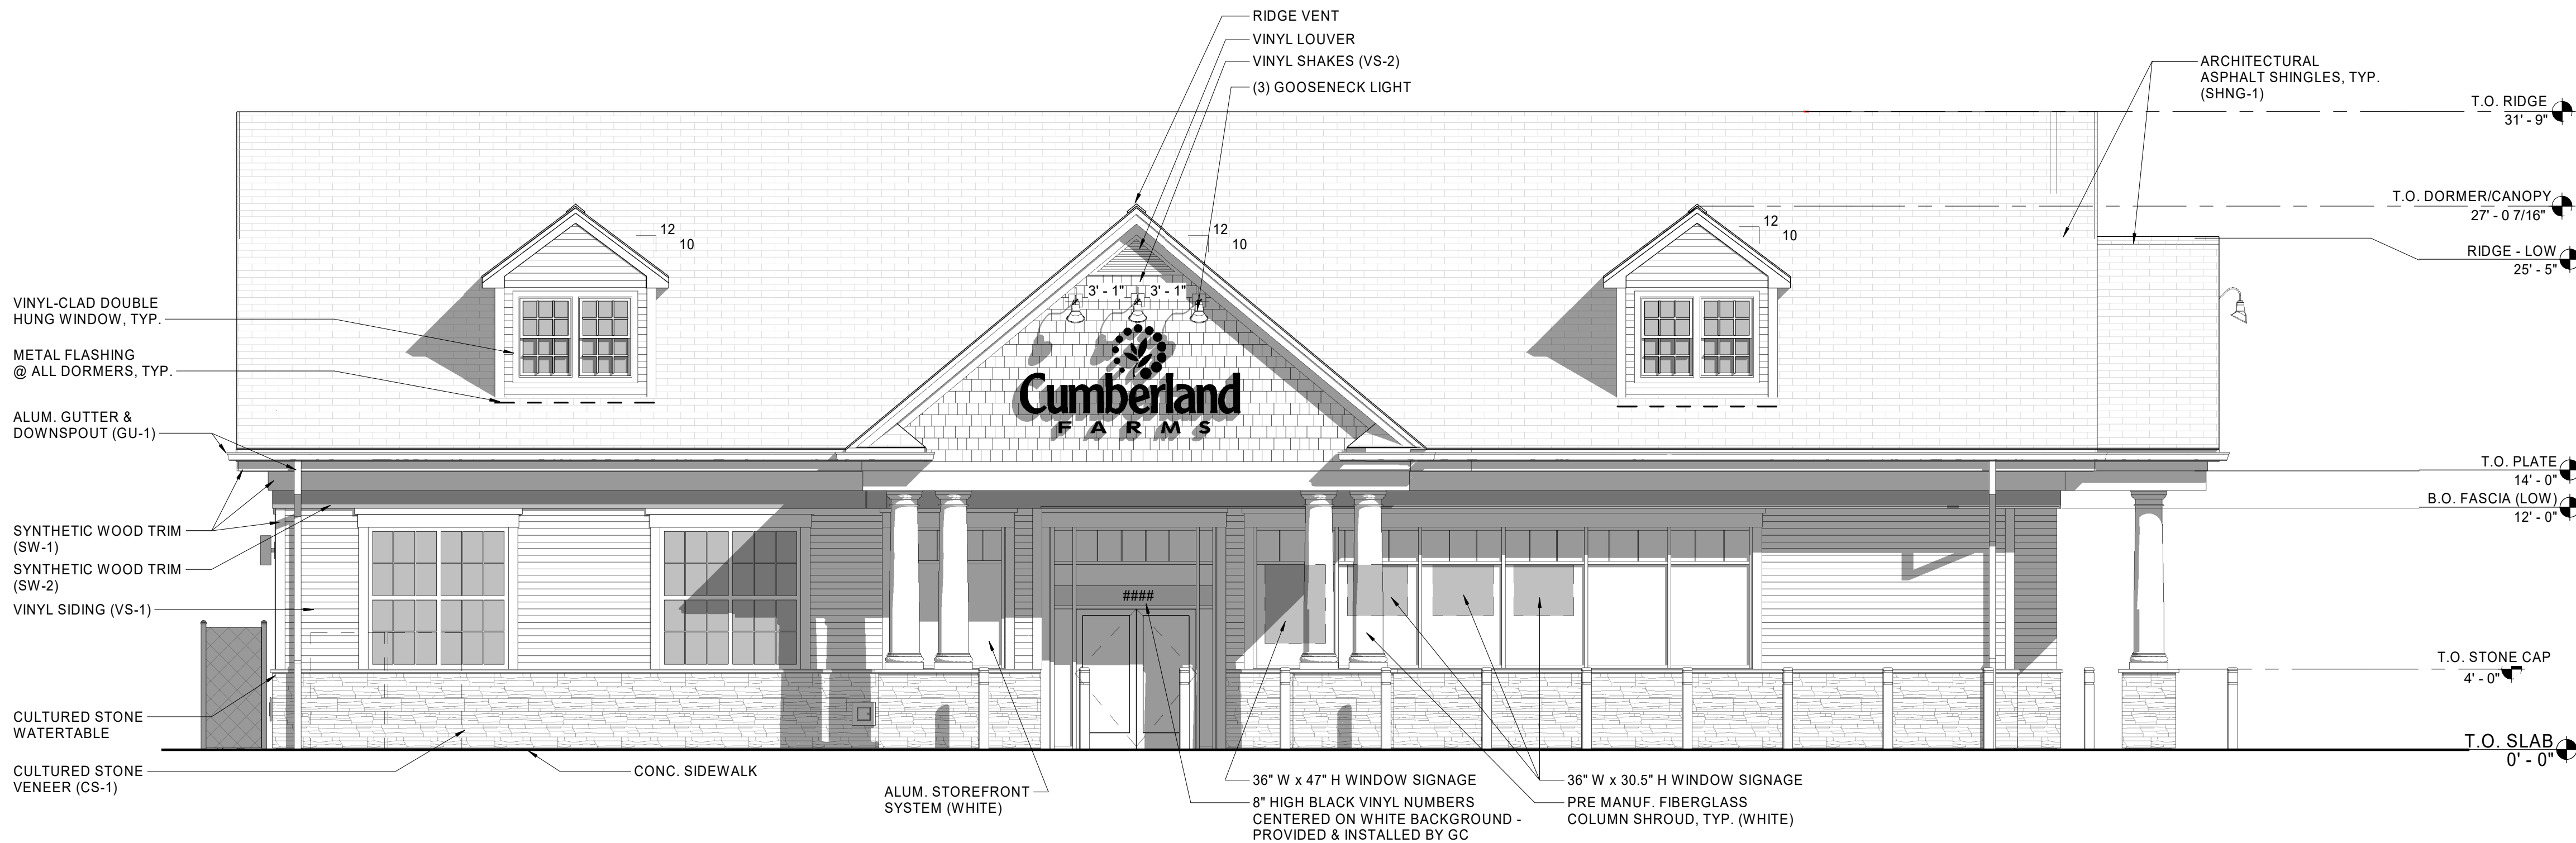 RIDGE VENT
VINYL LOUVER
VINYL SHAKES (VS-2)
(3) GOOSENECK LIGHT
ARCHITECTURAL
ASPHALT SHINGLES, TYP.
(SHNG-1)
T.O. RIDGE
31' - 9"
T.O. DORMER/CANOPY
27' - 0 7/16"
RIDGE - LOW
25' - 5"
12
10
12
10
12
10
3' - 1"
3' - 1"
VINYL-CLAD DOUBLE
HUNG WINDOW, TYP.
METAL FLASHING
@ ALL DORMERS, TYP.
ALUM. GUTTER &
DOWNSPOUT (GU-1)
Cumberland
FARMS
T.O. PLATE
14' - 0"
B.O. FASCIA (LOW)
12' - 0"
SYNTHETIC WOOD TRIM
(SW-1)
SYNTHETIC WOOD TRIM
(SW-2)
VINYL SIDING (VS-1)
####
T.O. STONE CAP
4' - 0"
CULTURED STONE
WATERTABLE
CULTURED STONE
VENEER (CS-1)
T.O. SLAB
0' - 0"
CONC. SIDEWALK
ALUM. STOREFRONT
SYSTEM (WHITE)
36" W x 47" H WINDOW SIGNAGE
8" HIGH BLACK VINYL NUMBERS
CENTERED ON WHITE BACKGROUND -
PROVIDED & INSTALLED BY GC
36" W x 30.5" H WINDOW SIGNAGE
PRE MANUF. FIBERGLASS
COLUMN SHROUD, TYP. (WHITE)